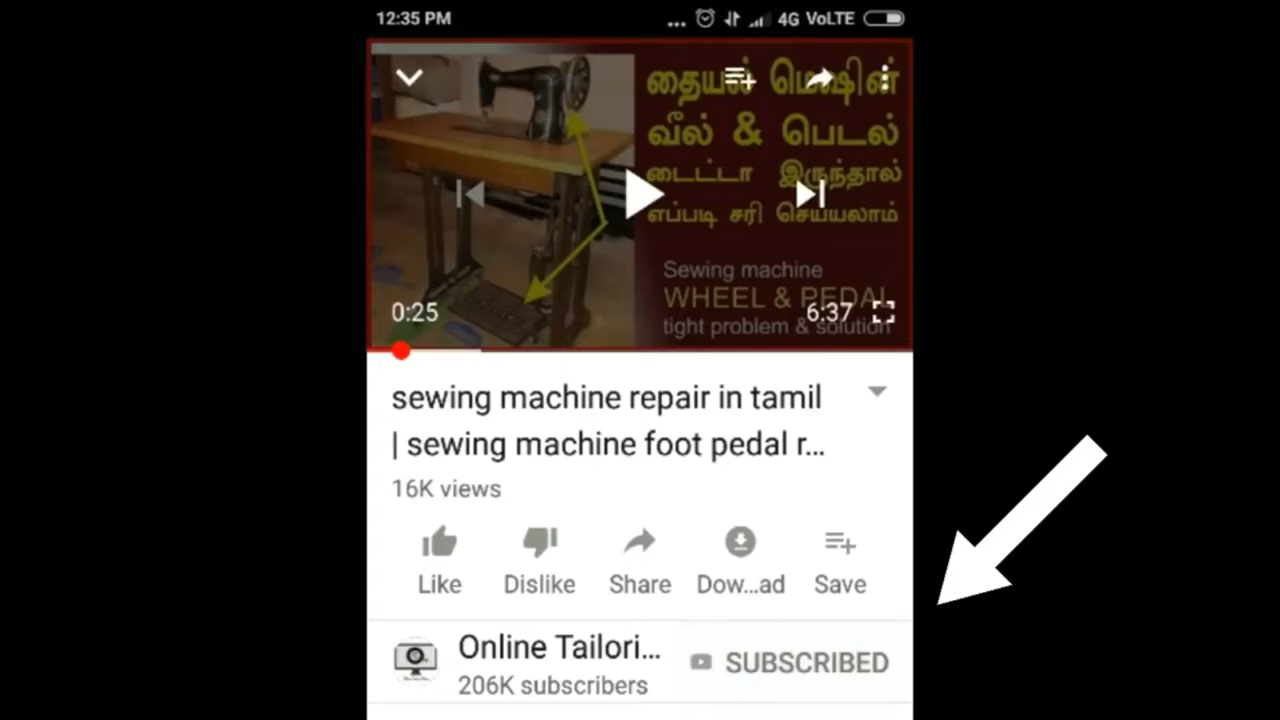 12:35 PM
... 4G VoLTE
தையல் மெஷின்
வீல் & பெடல்
டைட்டா இருந்தால்
எப்படி சரி செய்யலாம்
Sewing machine
WHEEL & PEDAL
tight problem & solution
0:25
6:37
sewing machine repair in tamil
| sewing machine foot pedal r...
16K views
Like Dislike Share Dow...ad Save
Online Tailori...
SUBSCRIBED
206K subscribers